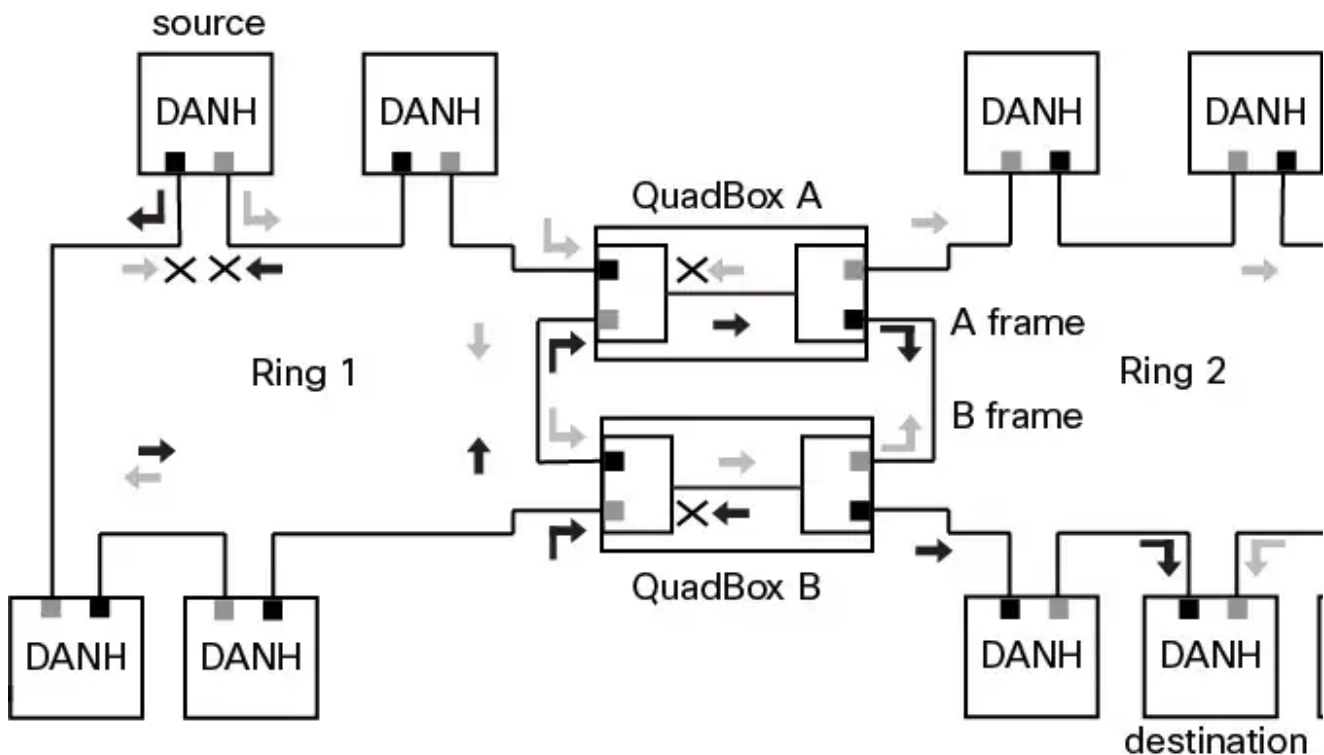 source
DANH
DANH
DANH
DANH
QuadBox A
A frame
Ring 1
Ring 2
B frame
QuadBox B
DANH
DANH
DANH
DANH
destination